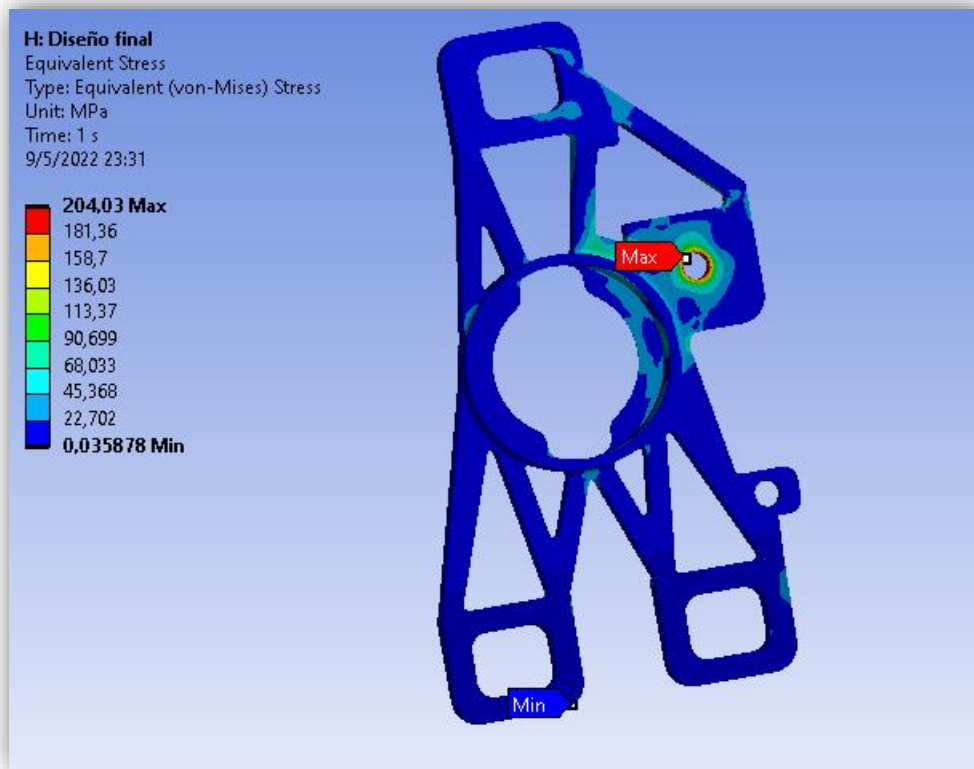 H: Diseño final
Equivalent Stress
Type: Equivalent (von-Mises) Stress
Unit: MPa
Time: 1 s
9/5/2022 23:31
204,03 Max
181,36
158,7
136,03
113,37
90,699
68,033
45,368
22,702
0,035878 Min
Max
Min